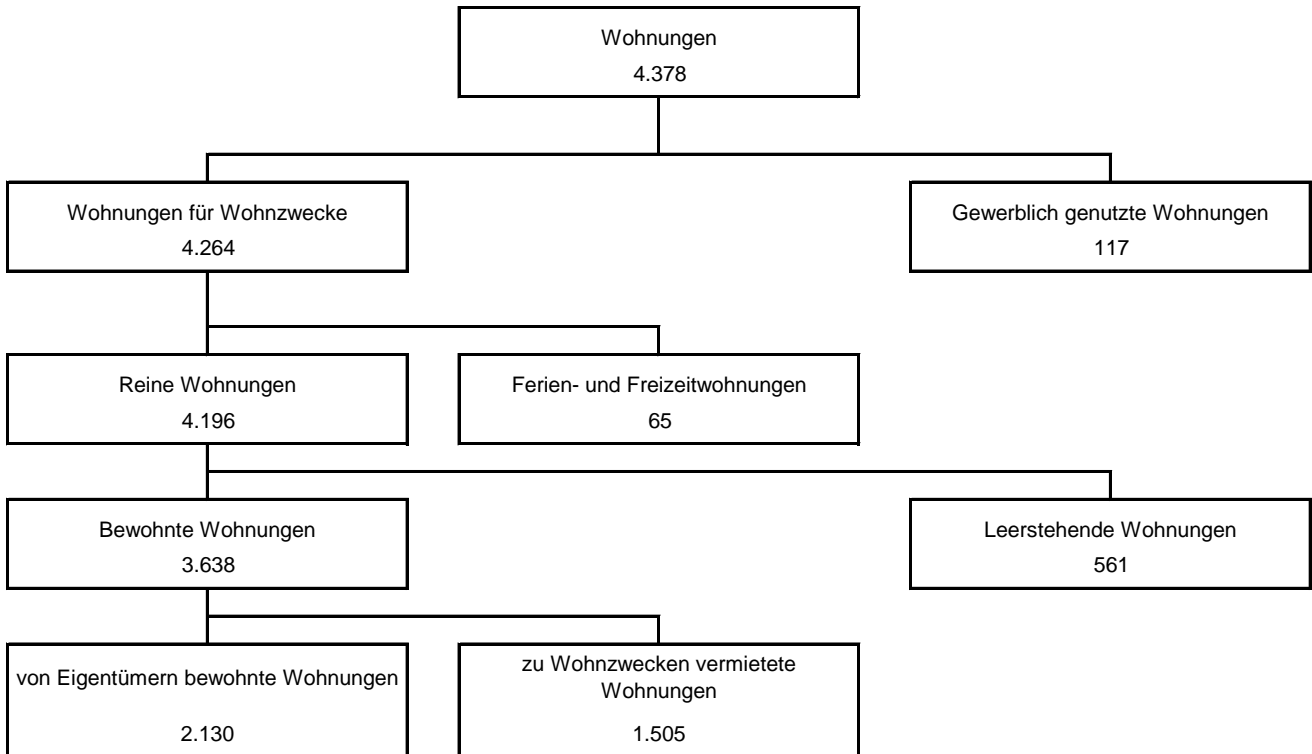 Wohnungen
4.378
Wohnungen für Wohnzwecke
4.264
Gewerblich genutzte Wohnungen
117
Reine Wohnungen
4.196
Ferien- und Freizeitwohnungen
65
Bewohnte Wohnungen
3.638
Leerstehende Wohnungen
561
von Eigentümern bewohnte Wohnungen
2.130
zu Wohnzwecken vermietete
Wohnungen
1.505